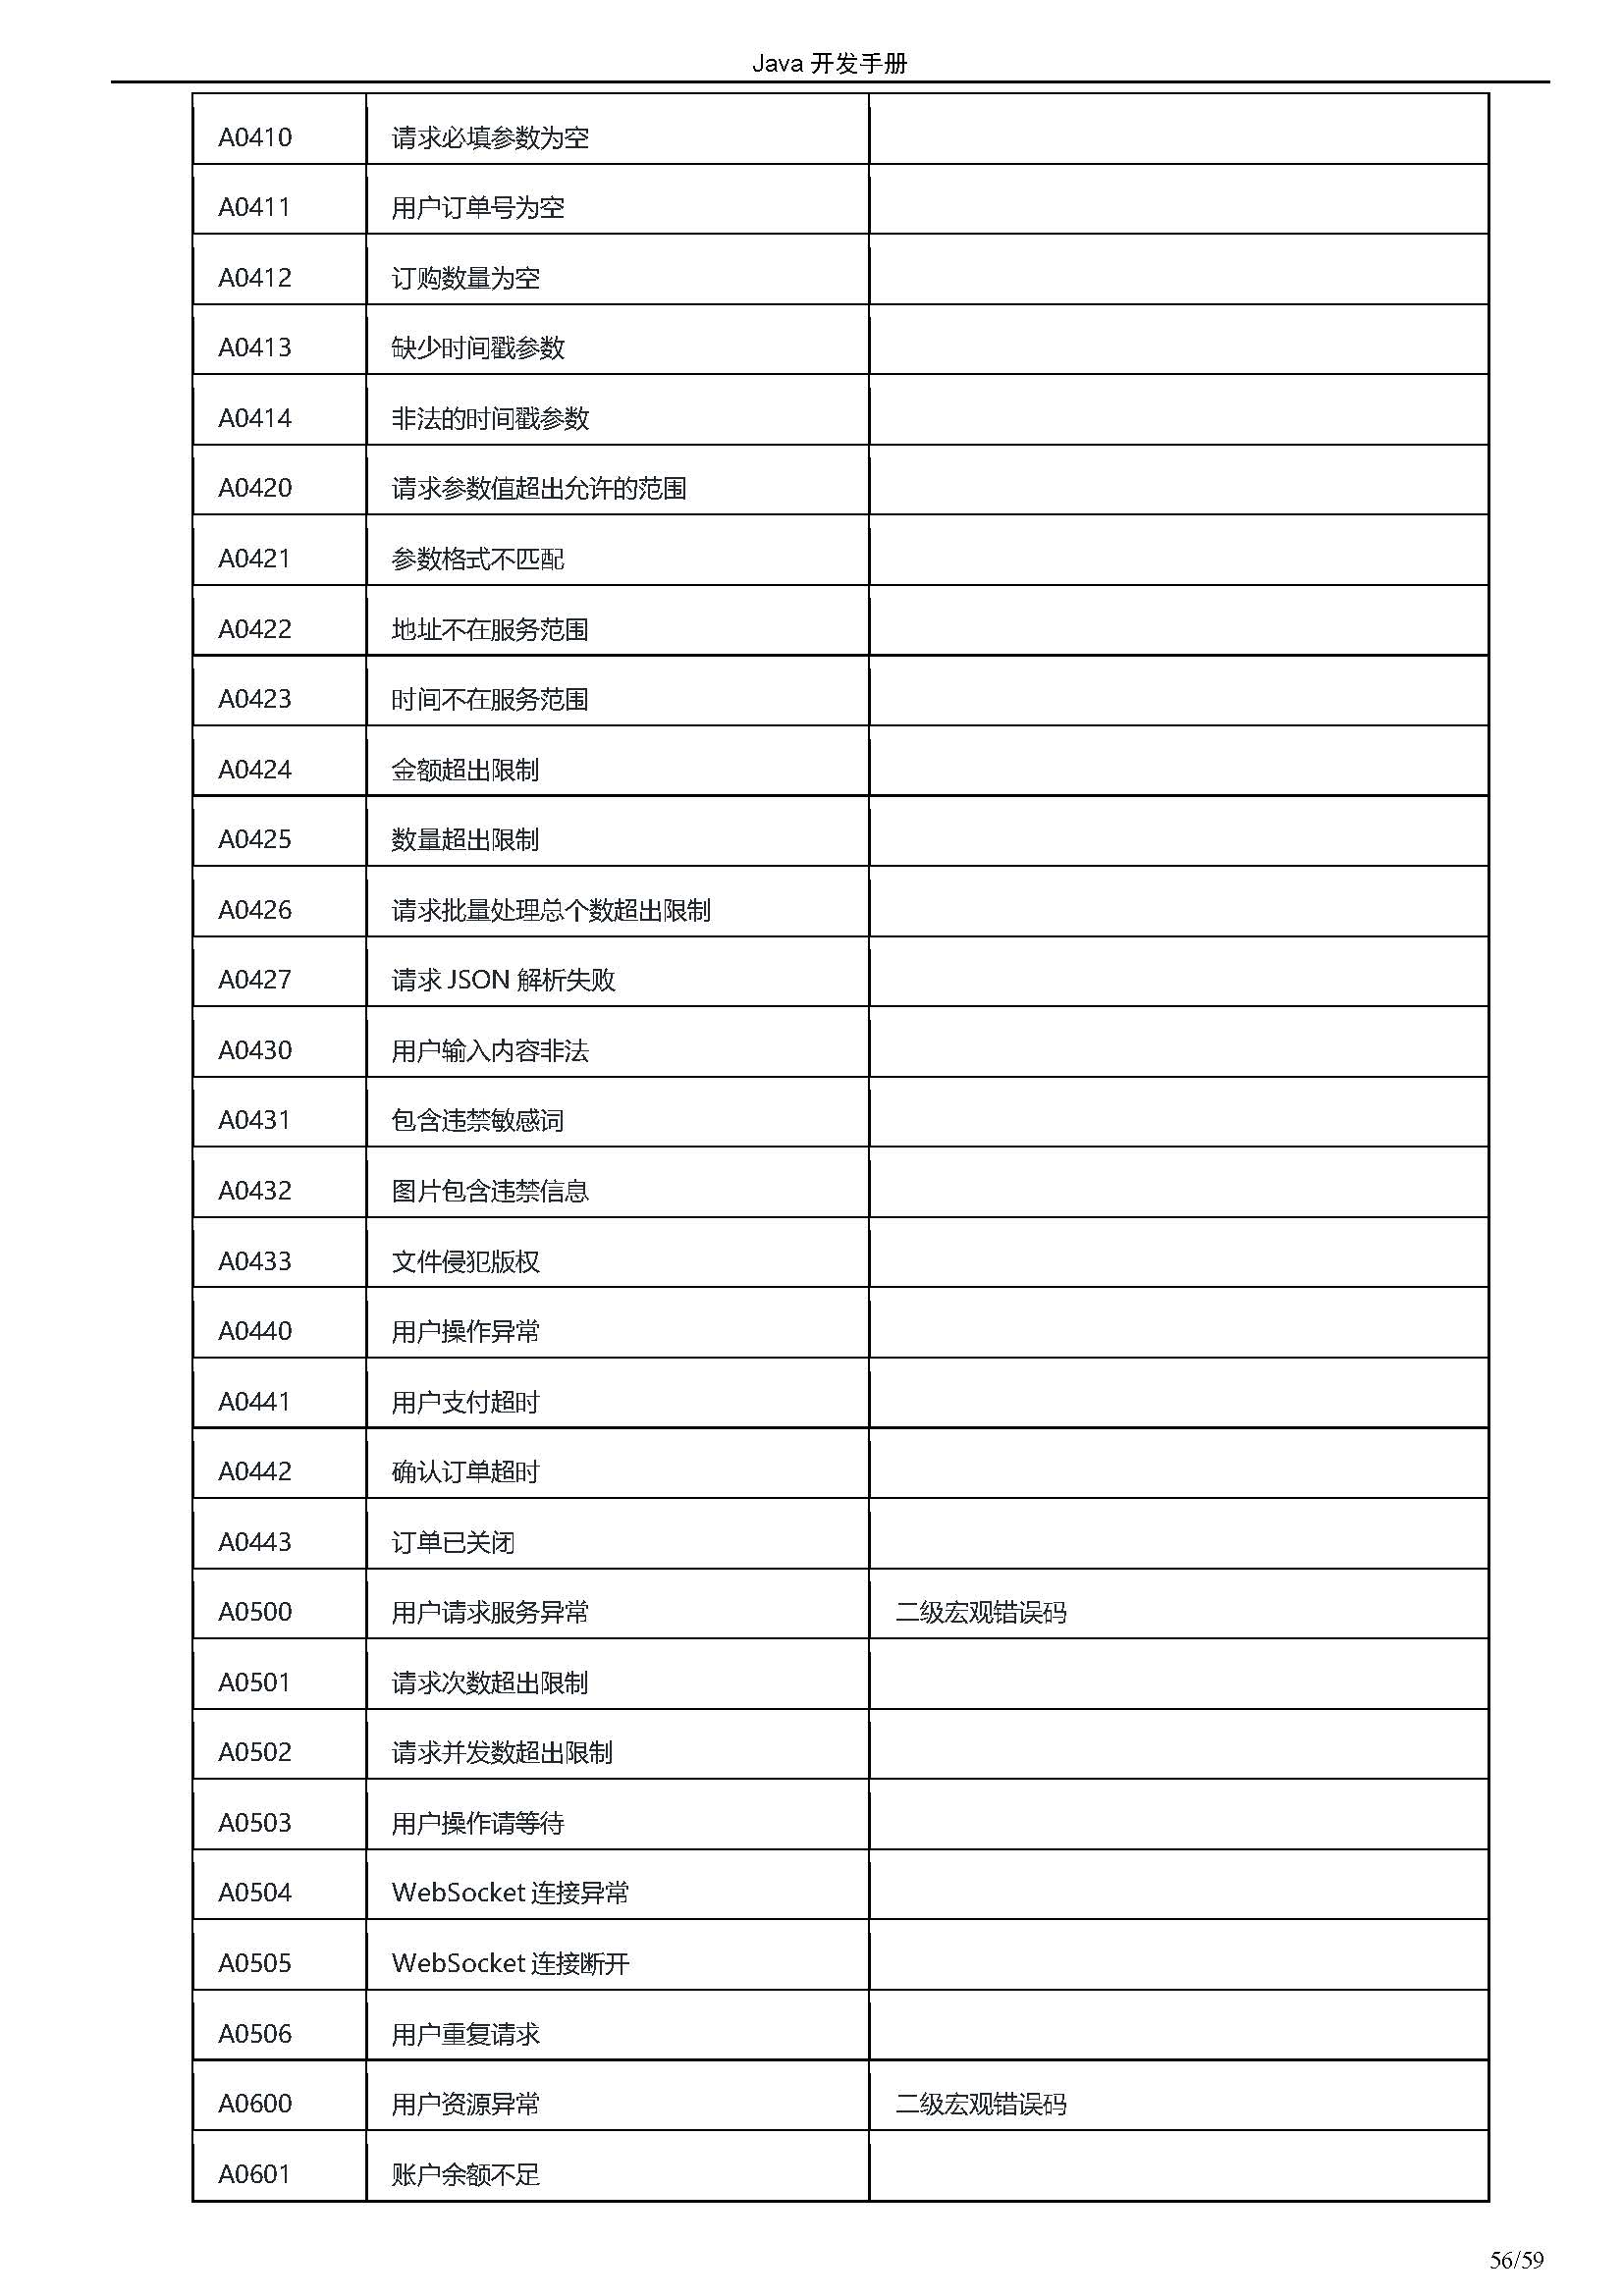 Java 开发手册
A0410 请求必填参数为空
A0411 用户订单号为空
A0412 订购数量为空
A0413 缺少时间戳参数
A0414 非法的时间戳参数
A0420 请求参数值超出允许的范围
A0421 参数格式不匹配
A0422 地址不在服务范围
A0423 时间不在服务范围
A0424 金额超出限制
A0425 数量超出限制
A0426 请求批量处理总个数超出限制
A0427 请求 JSON 解析失败
A0430 用户输入内容非法
A0431 包含违禁敏感词
A0432 图片包含违禁信息
A0433 文件侵犯版权
A0440 用户操作异常
A0441 用户支付超时
A0442 确认订单超时
A0443 订单已关闭
A0500 用户请求服务异常 二级宏观错误码
A0501 请求次数超出限制
A0502 请求并发数超出限制
A0503 用户操作请等待
A0504 WebSocket 连接异常
A0505 WebSocket 连接断开
A0506 用户重复请求
A0600 用户资源异常 二级宏观错误码
A0601 账户余额不足
56/59